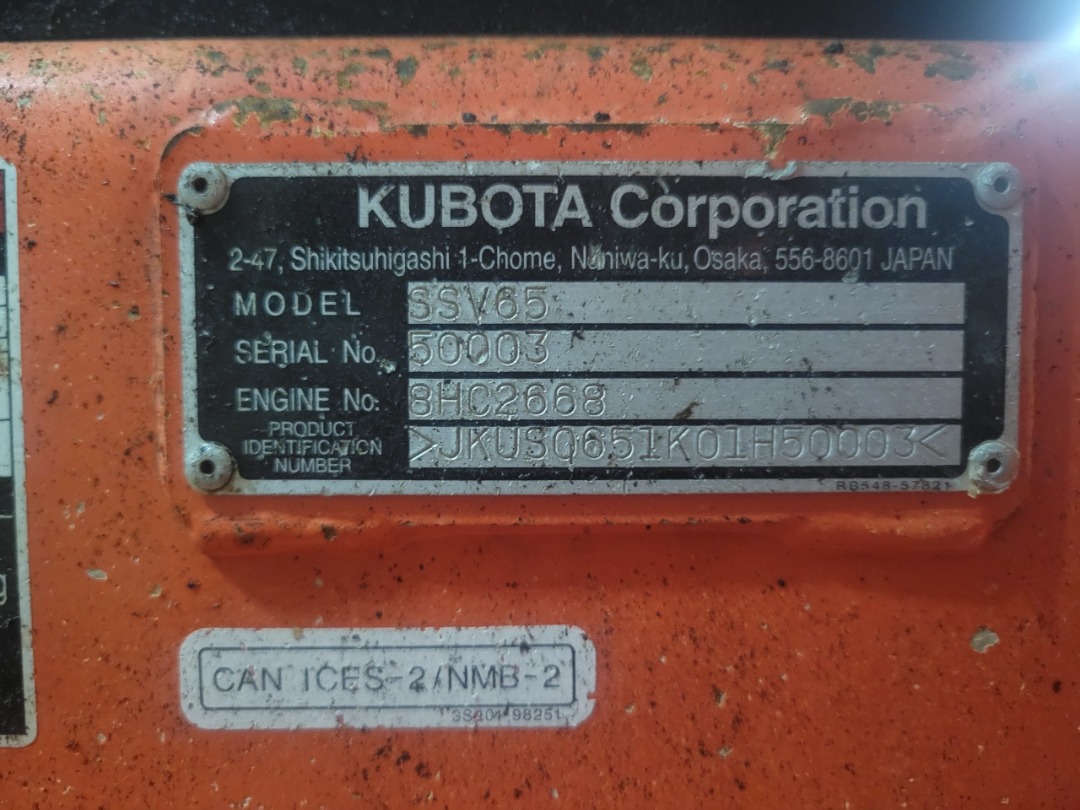 KUBOTA Corporation
2-47, Shikitsuhigashi 1-Chome, Naniwa-ku, Osaka, 556-8601 JAPAN
MODEL SSV65
SERIAL No. 50003
ENGINE No. 8HC2668
PRODUCT
IDENTIFICATION
NUMBER
>JKUS0651K01H50003<
RB548-57821
g
CAN ICES-2/NMB-2
3S401-98251